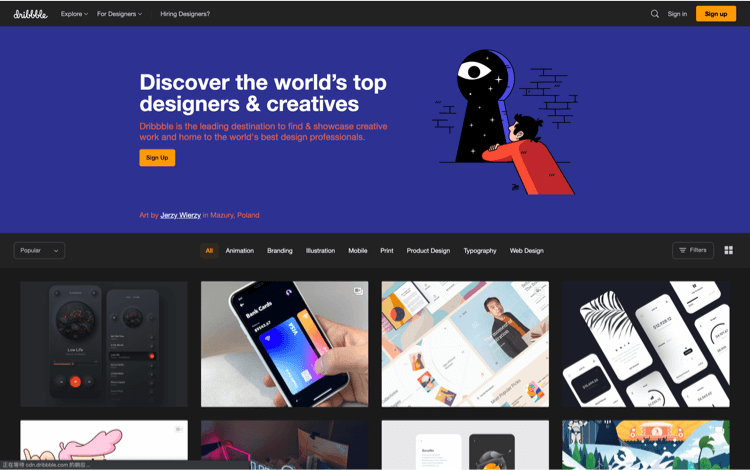 dribbble
Explore
For Designers
Hiring Designers?
Sign in
Sign up
Discover the world's top
designers & creatives
Dribbble is the leading destination to find & showcase creative
work and home to the world's best design professionals.
Sign Up
Art by Jerzy Wierzy in Mazury, Poland
Popular
All
Animation
Branding
Illustration
Mobile
Print
Product Design
Typography
Web Design
Filters
Low Life
Bank Cards
VISA
Benefits
正在等待 cdn.dribbble.com 的响应...